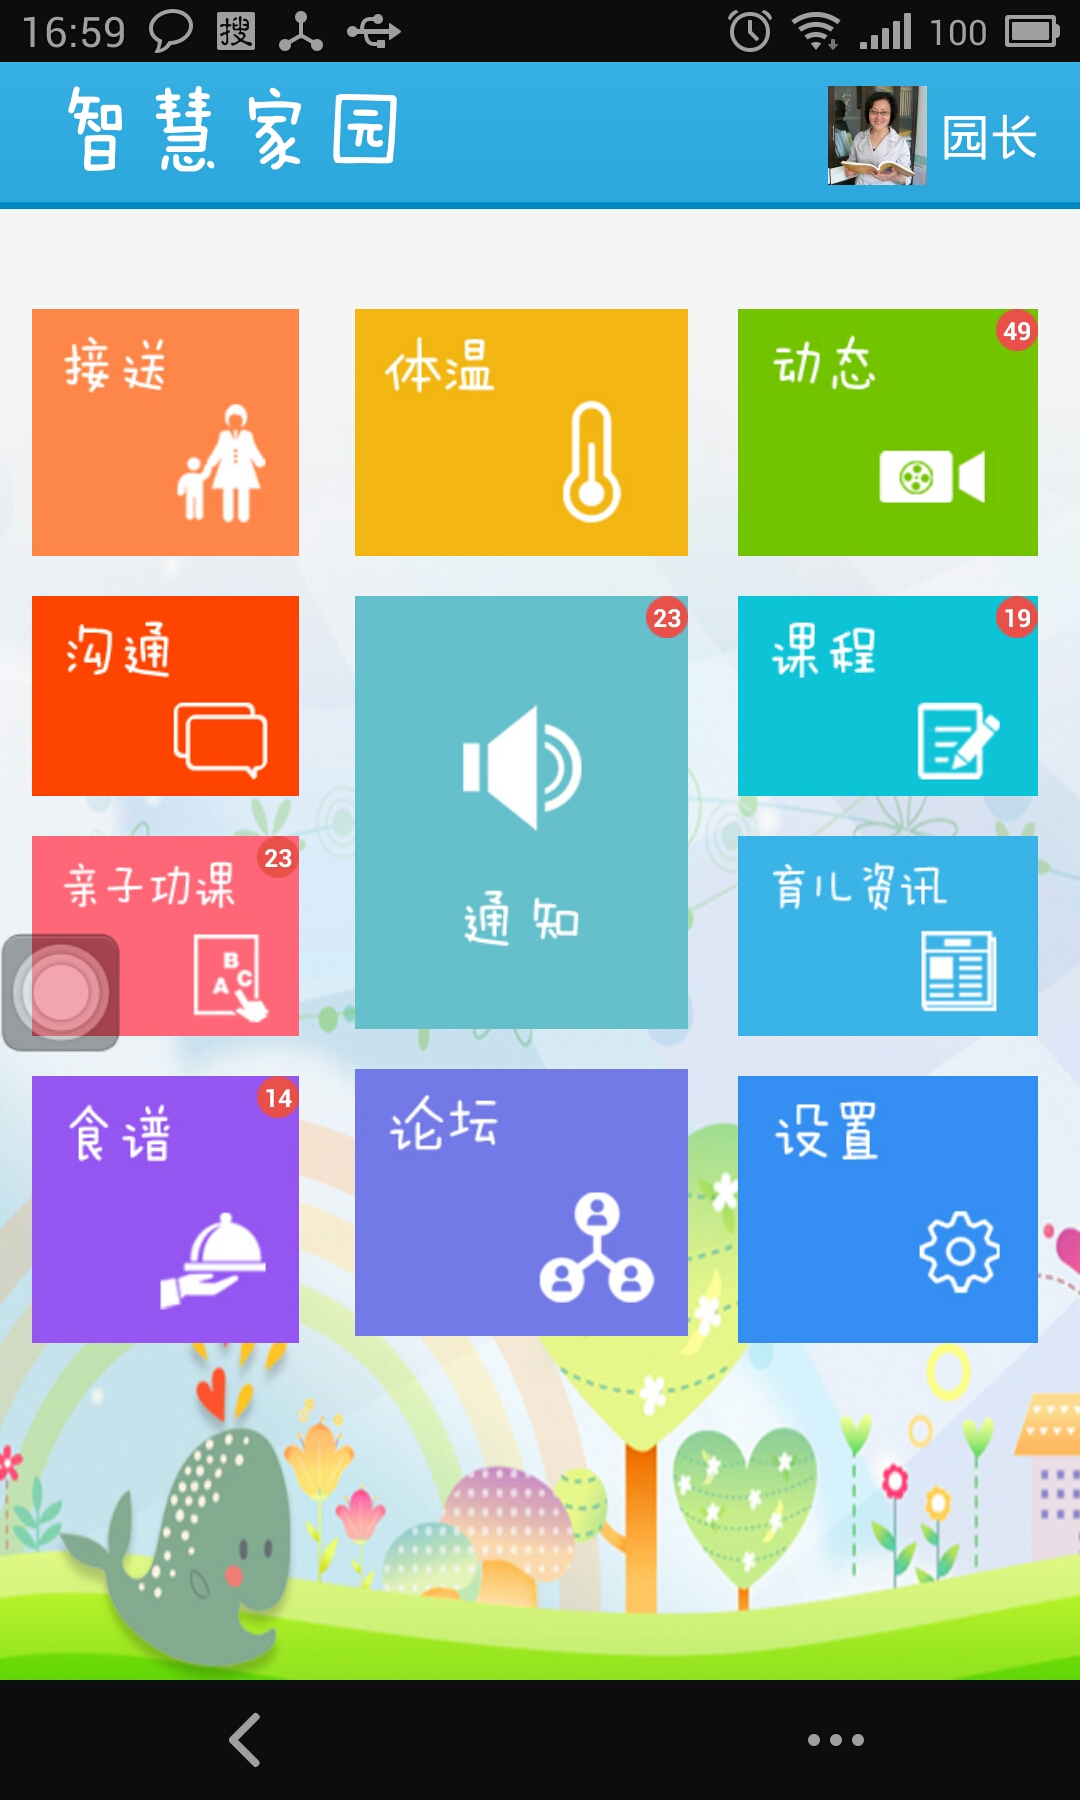 16:59 搜 100
智慧家园 园长
接送 体温 动态 49
沟通 23 课程 19
亲子功课 23 通知 育儿资讯
B
A C
食谱 14 论坛 设置